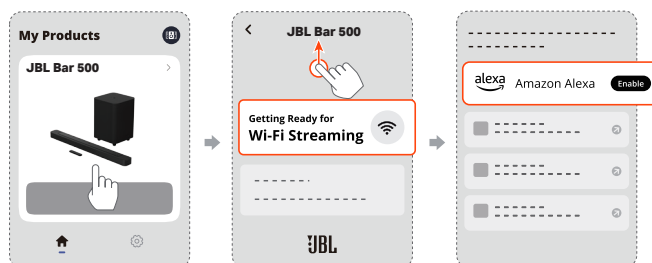 My Products
JBL Bar 500
JBL Bar 500
Getting Ready for
Wi-Fi Streaming
JBL
alexa
Amazon Alexa
Enable